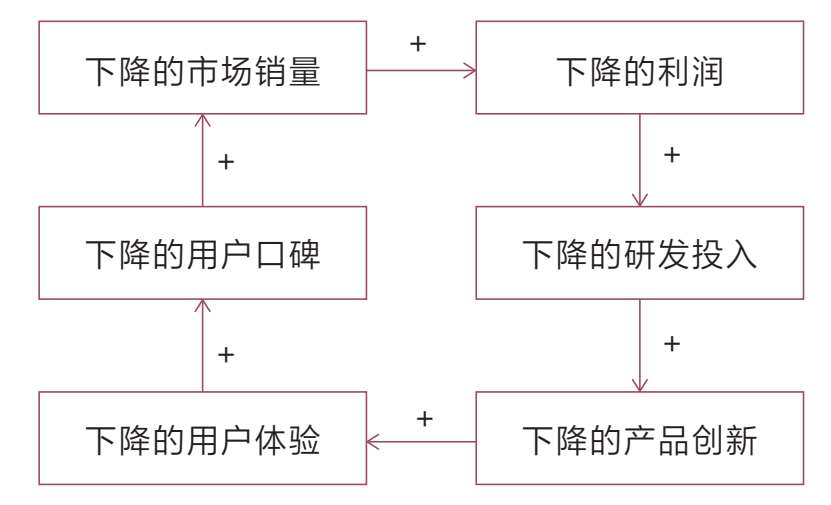 下降的市场销量
+
下降的利润
+
+
下降的用户口碑
下降的研发投入
+
+
下降的用户体验
+
下降的产品创新